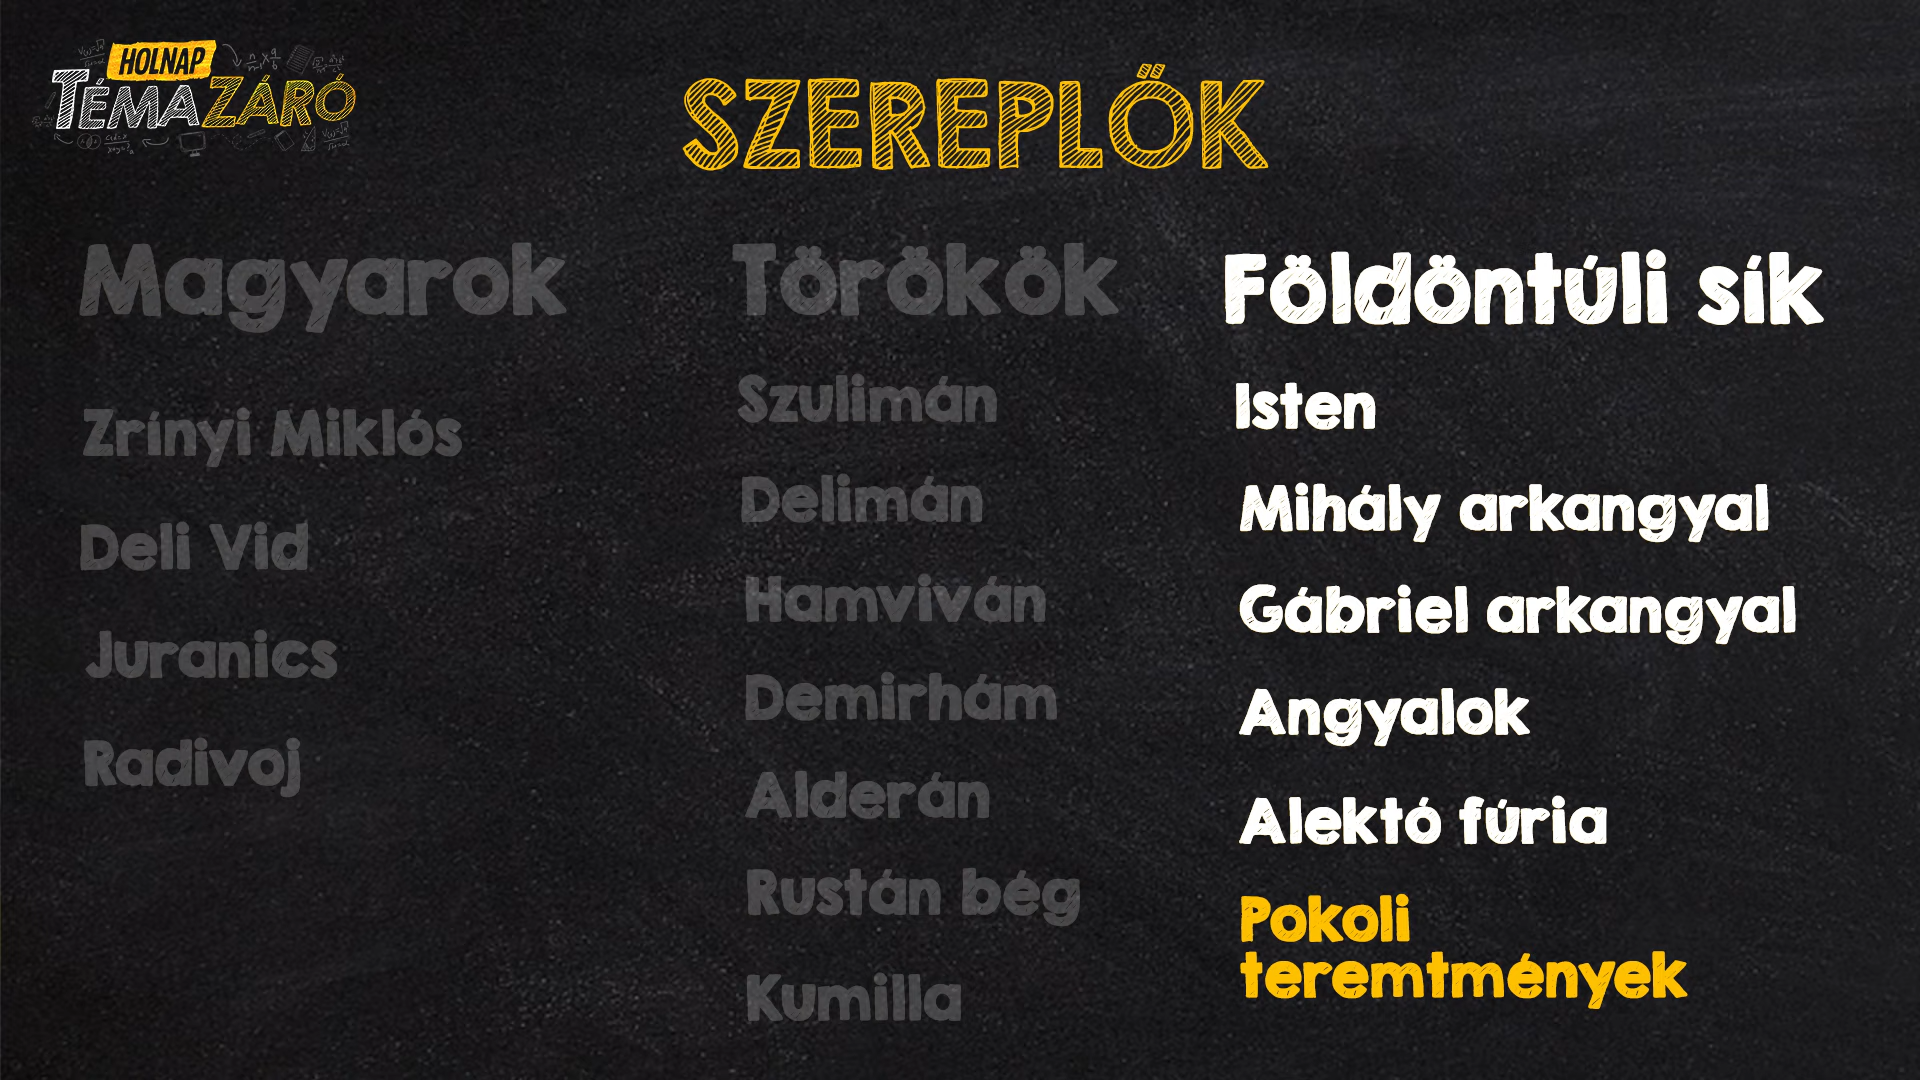 HOLNAP
TÉMAZÁRÓ
SZEREPLŐK
Magyarok
Zrínyi Miklós
Deli Vid
Juranics
Radivoj
Törökök
Szulimán
Delimán
Hamviván
Demirhám
Alderán
Rustán bég
Kumilla
Földöntúli sík
Isten
Mihály arkangyal
Gábriel arkangyal
Angyalok
Alektó fúria
Pokoli
teremtmények